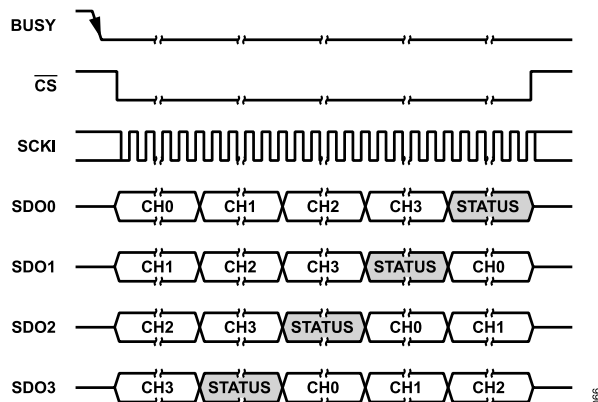 BUSY
CS
SCKI
SDO0 CH0 CH1 CH2 CH3 STATUS
SDO1 CH1 CH2 CH3 STATUS CH0
SDO2 CH2 CH3 STATUS CH0 CH1
SDO3 CH3 STATUS CH0 CH1 CH2